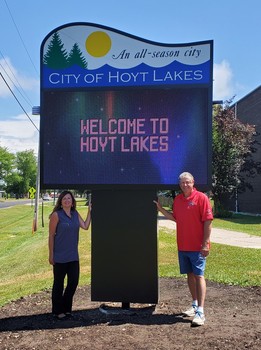 An all-season city
CITY OF HOYT LAKES
WELCOME TO
HOYT LAKES